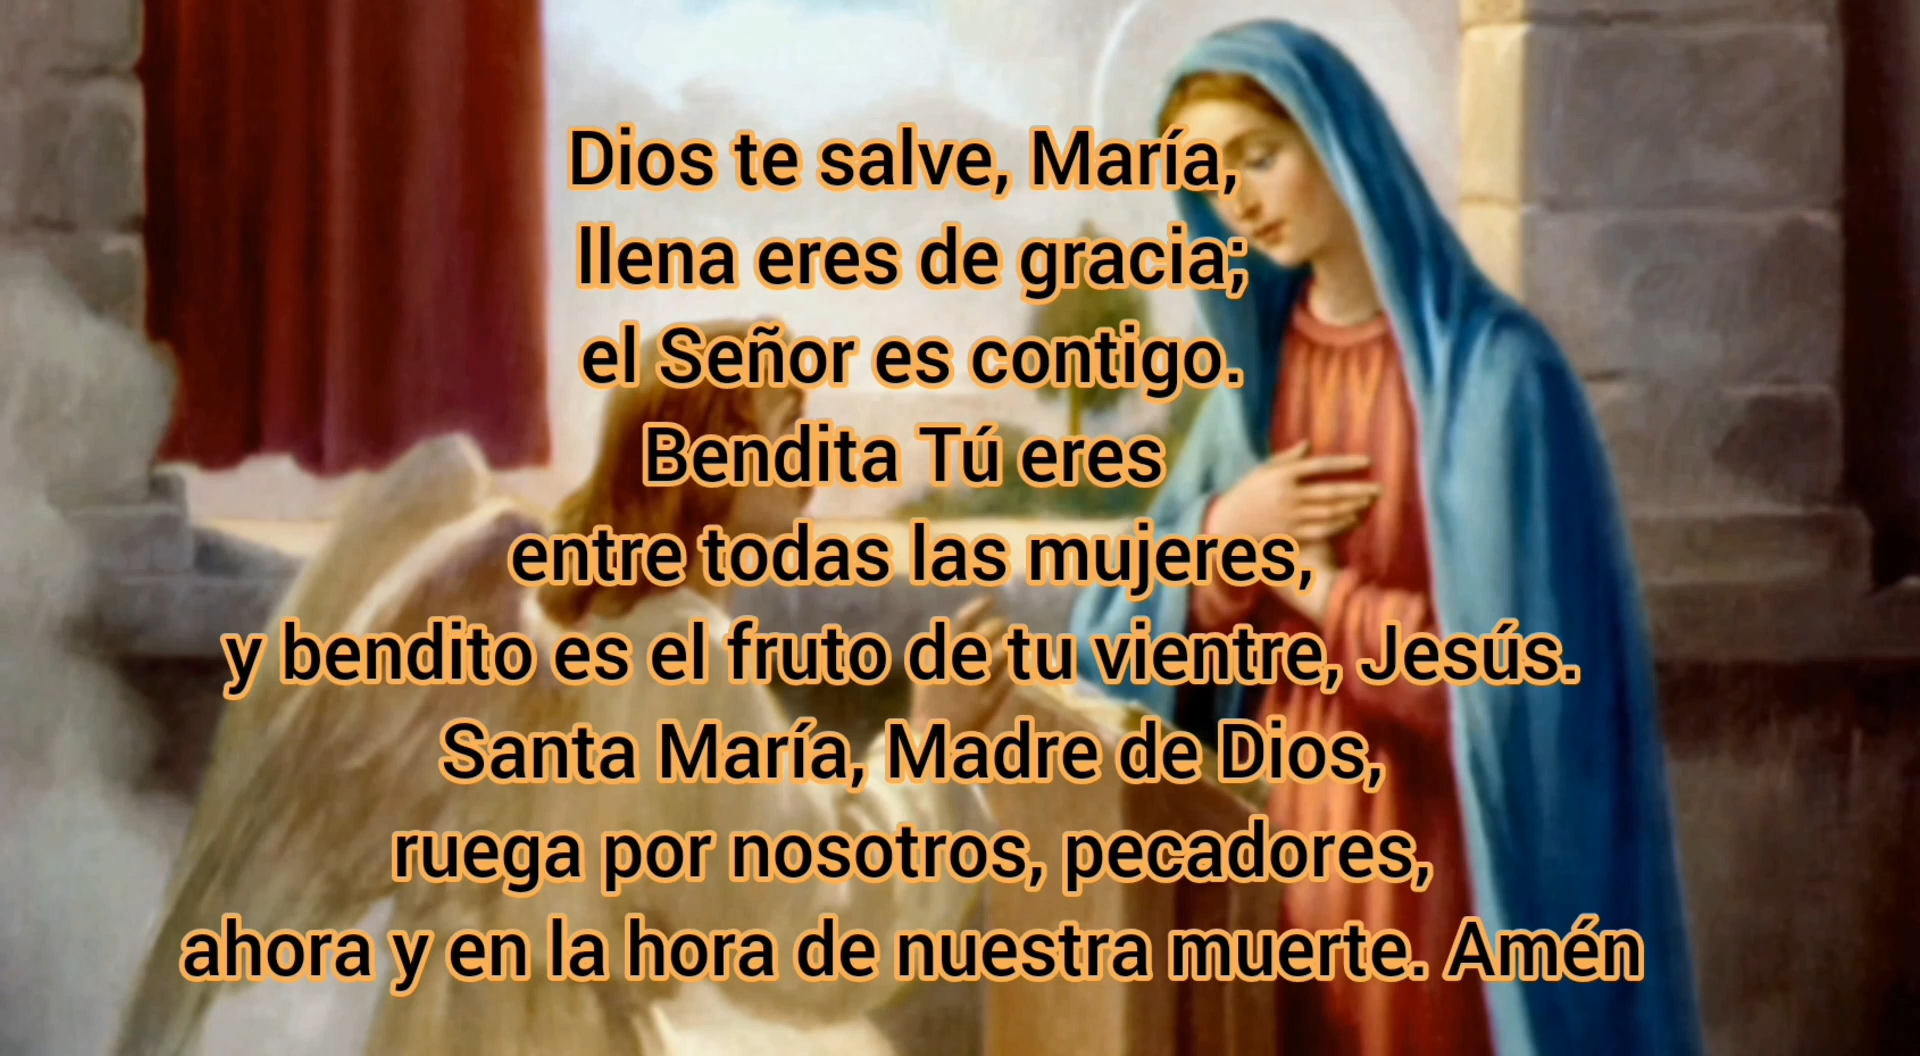 Dios te salve, María,
llena eres de gracia;
el Señor es contigo.
Bendita Tú eres
entre todas las mujeres,
y bendito es el fruto de tu vientre, Jesús.
Santa María, Madre de Dios,
ruega por nosotros, pecadores,
ahora y en la hora de nuestra muerte. Amén